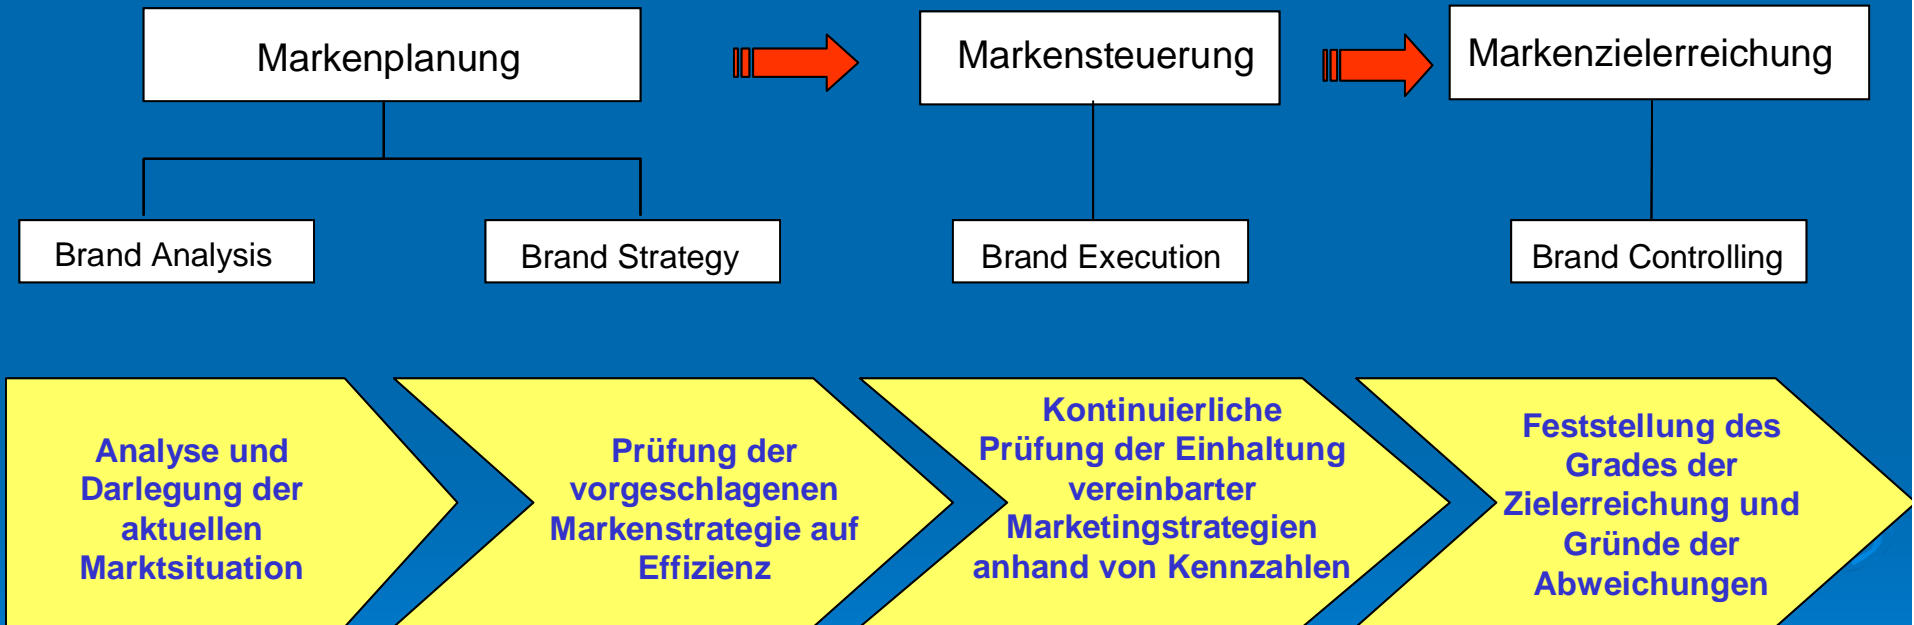 Markenplanung
Markensteuerung
Markenzielerreichung
Brand Analysis
Brand Strategy
Brand Execution
Brand Controlling
Analyse und
Darlegung der
aktuellen
Marktsituation
Prüfung der
vorgeschlagenen
Markenstrategie auf
Effizienz
Kontinuierliche
Prüfung der Einhaltung
vereinbarter
Marketingstrategien
anhand von Kennzahlen
Feststellung des
Grades der
Zielerreichung und
Gründe der
Abweichungen